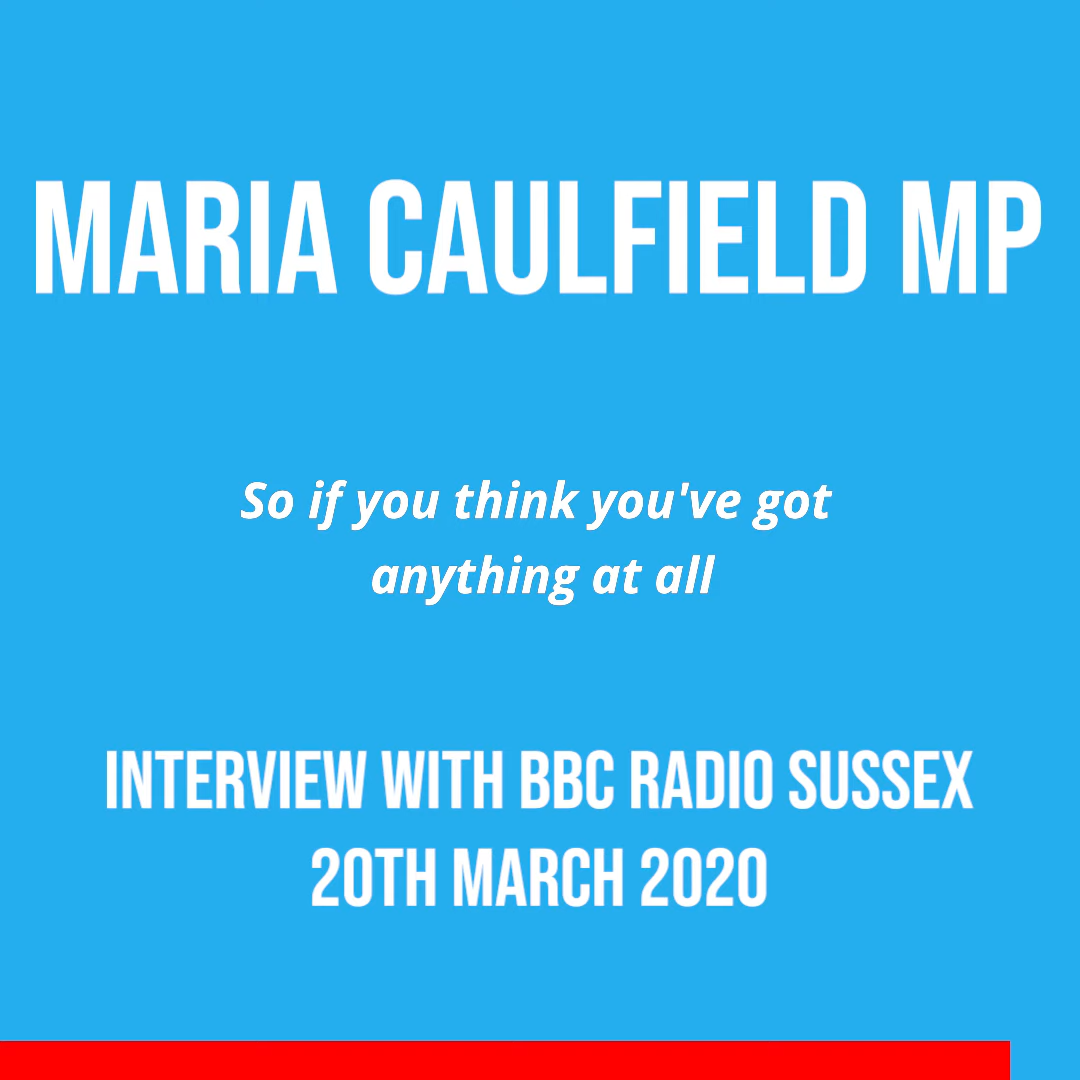 MARIA CAULFIELD MP
So if you think you've got
anything at all
INTERVIEW WITH BBC RADIO SUSSEX
20TH MARCH 2020